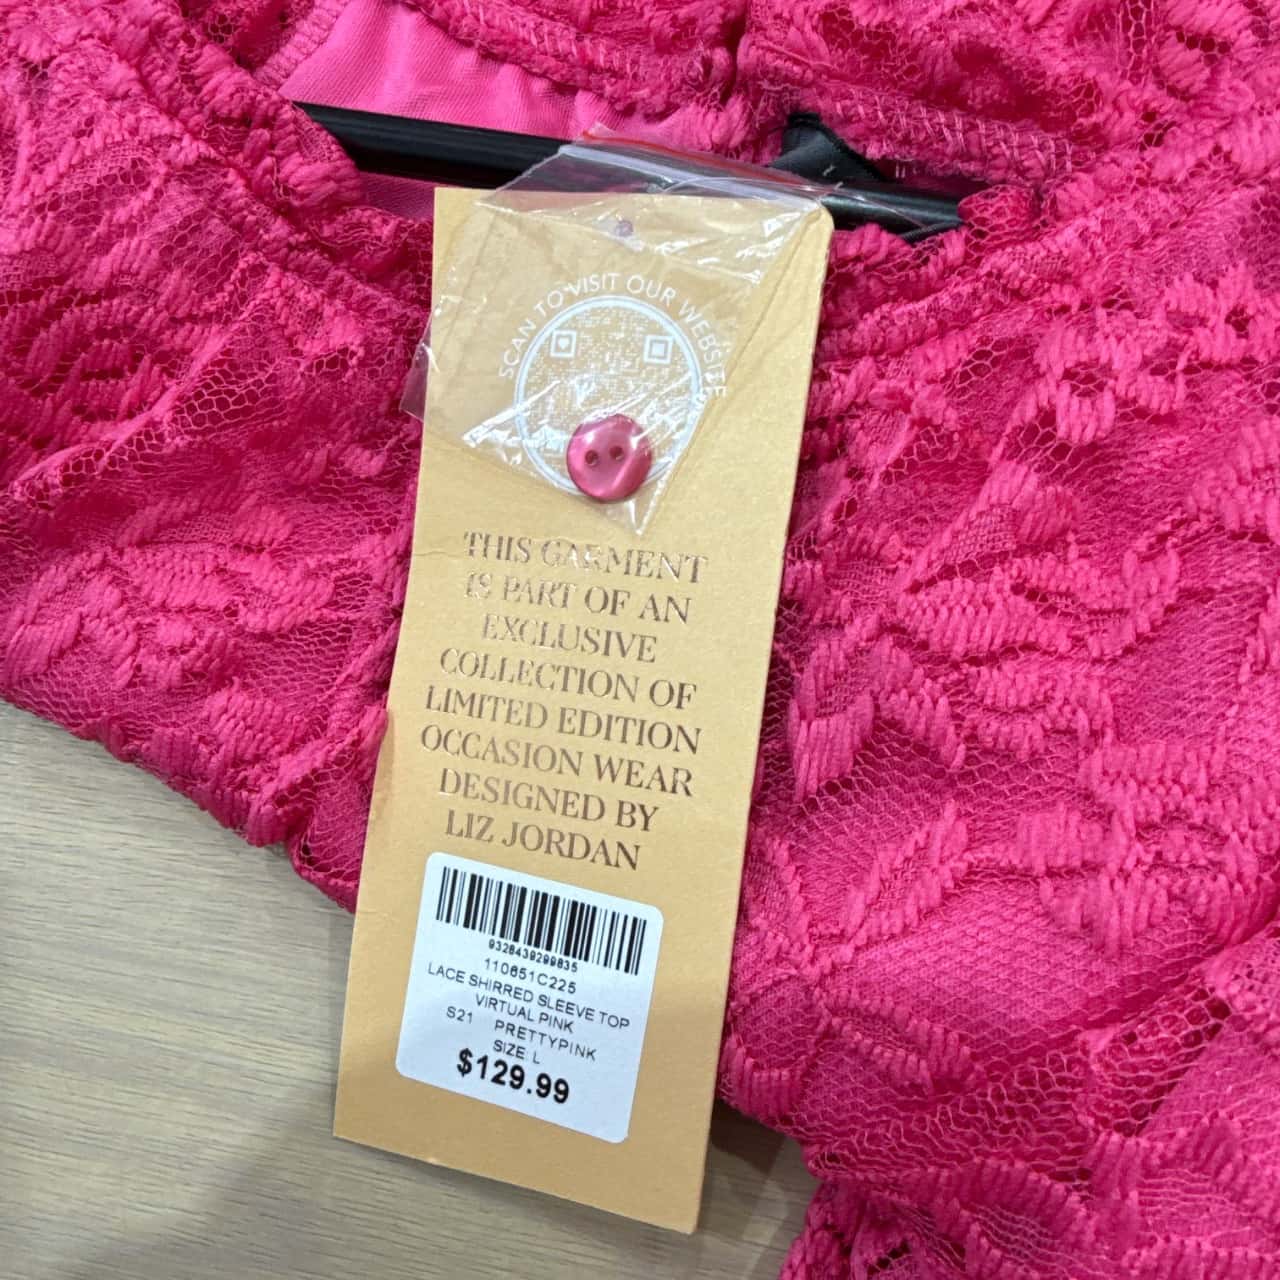 SCAN TO VISIT OUR WEBSITE
THIS GARMENT
IS PART OF AN
EXCLUSIVE
COLLECTION OF
LIMITED EDITION
OCCASION WEAR
DESIGNED BY
LIZ JORDAN
9328439299835
110651C225
LACE SHIRRED SLEEVE TOP
VIRTUAL PINK
S21 PRETTYPINK
SIZE L
$129.99